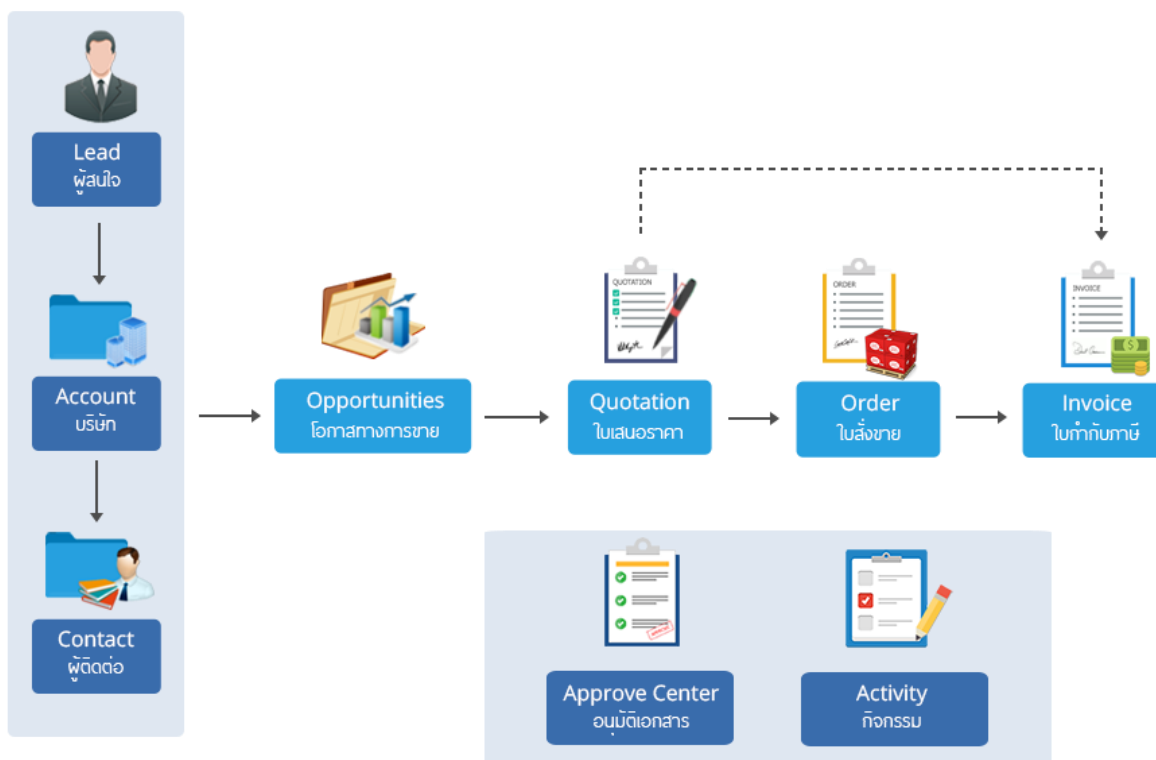 Lead
ผู้สนใจ
Account
บริษัท
Contact
ผู้ติดต่อ
Opportunities
โอกาสทางการขาย
QUOTATION
Quotation
ใบเสนอราคา
ORDER
Order
ใบสั่งขาย
INVOICE
Invoice
ใบกำกับภาษี
Approve Center
อนุมัติเอกสาร
Activity
กิจกรรม